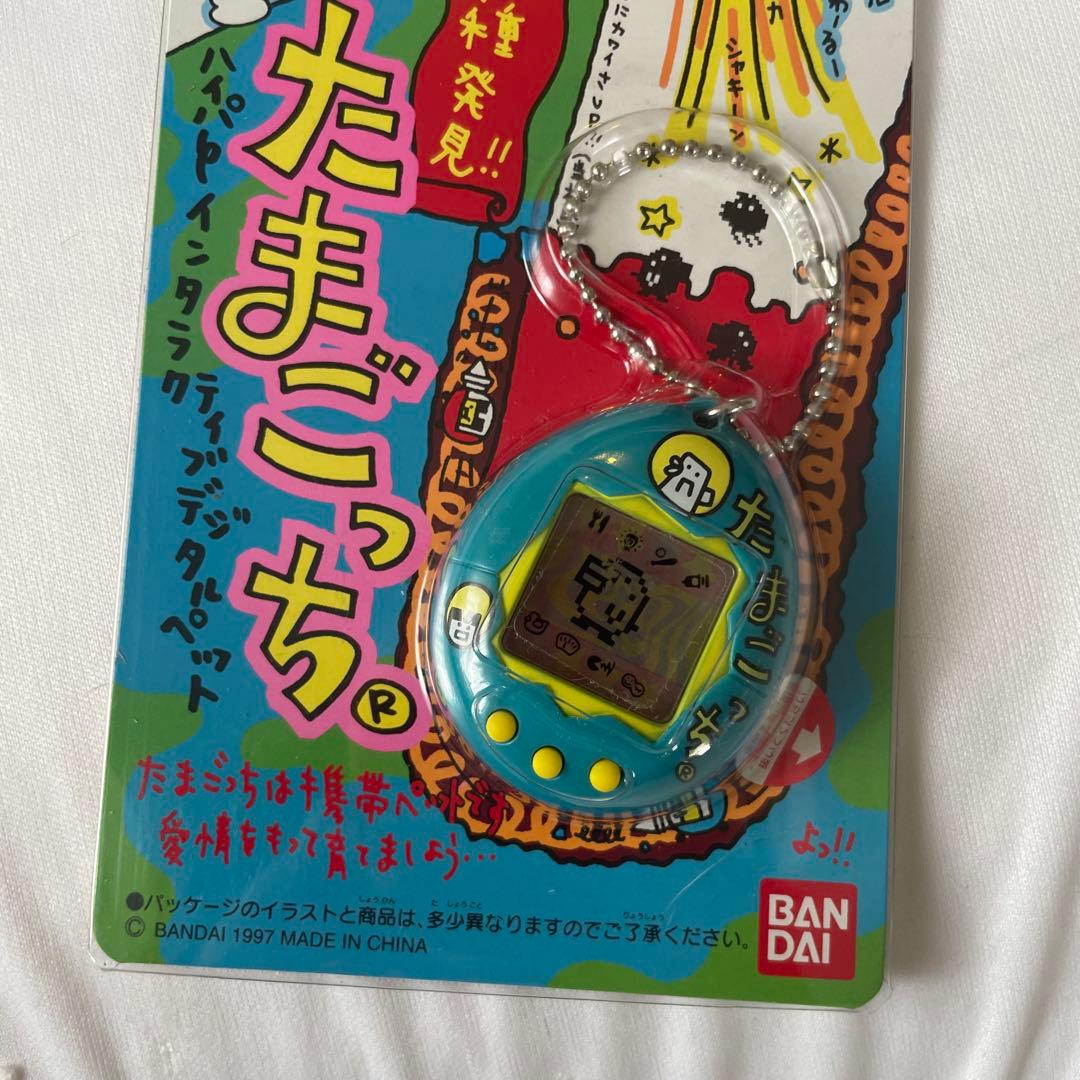 たまごっち®
ハイパー インタラクティブデジタルペット
種発見!!
シャキーン
たまごっち®
たまごっちは携帯ペットです
愛情をもって育てましょう…
よっ!!
●パッケージのイラストと商品は、多少異なりますのでご了承ください。
© BANDAI 1997 MADE IN CHINA
BAN
DAI